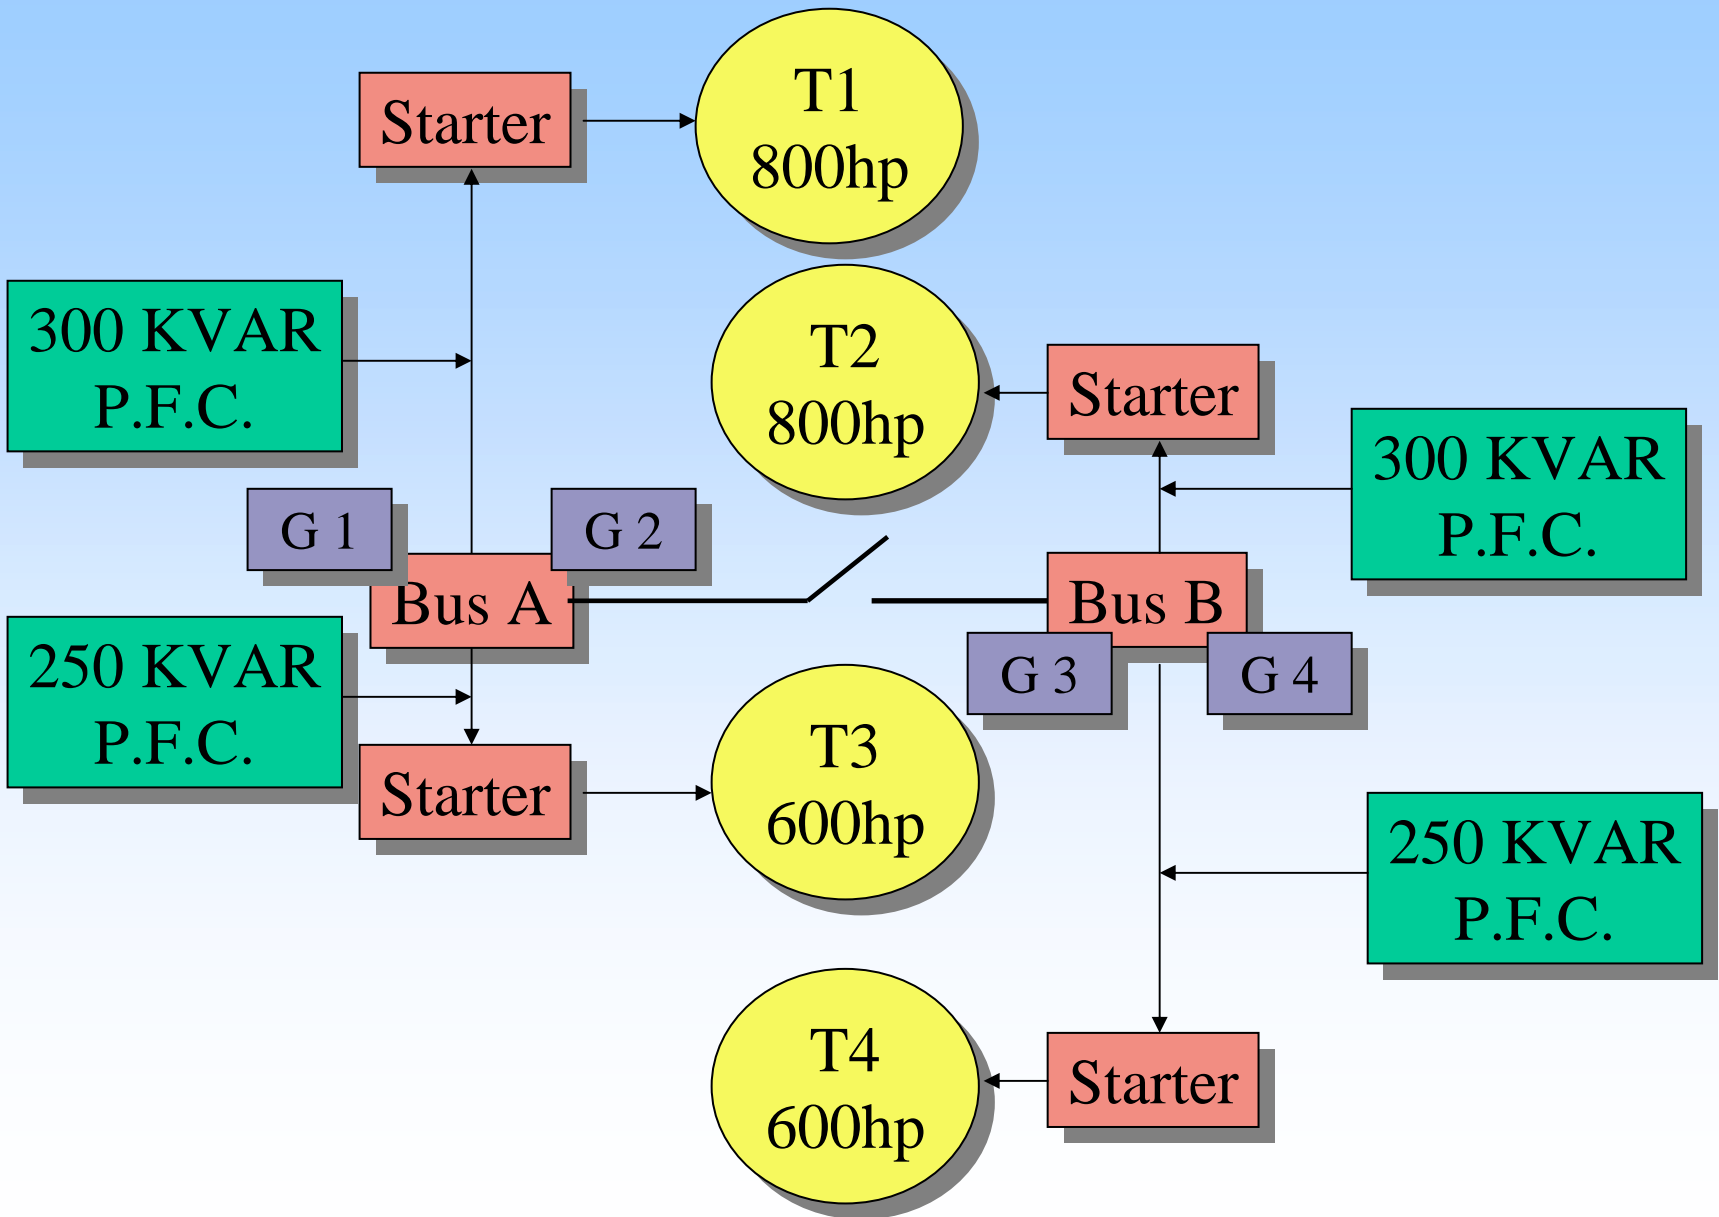 Starter
T1
800hp
300 KVAR
P.F.C.
T2
800hp
Starter
300 KVAR
P.F.C.
G 1
G 2
Bus A
Bus B
250 KVAR
P.F.C.
G 3
G 4
Starter
T3
600hp
250 KVAR
P.F.C.
T4
600hp
Starter